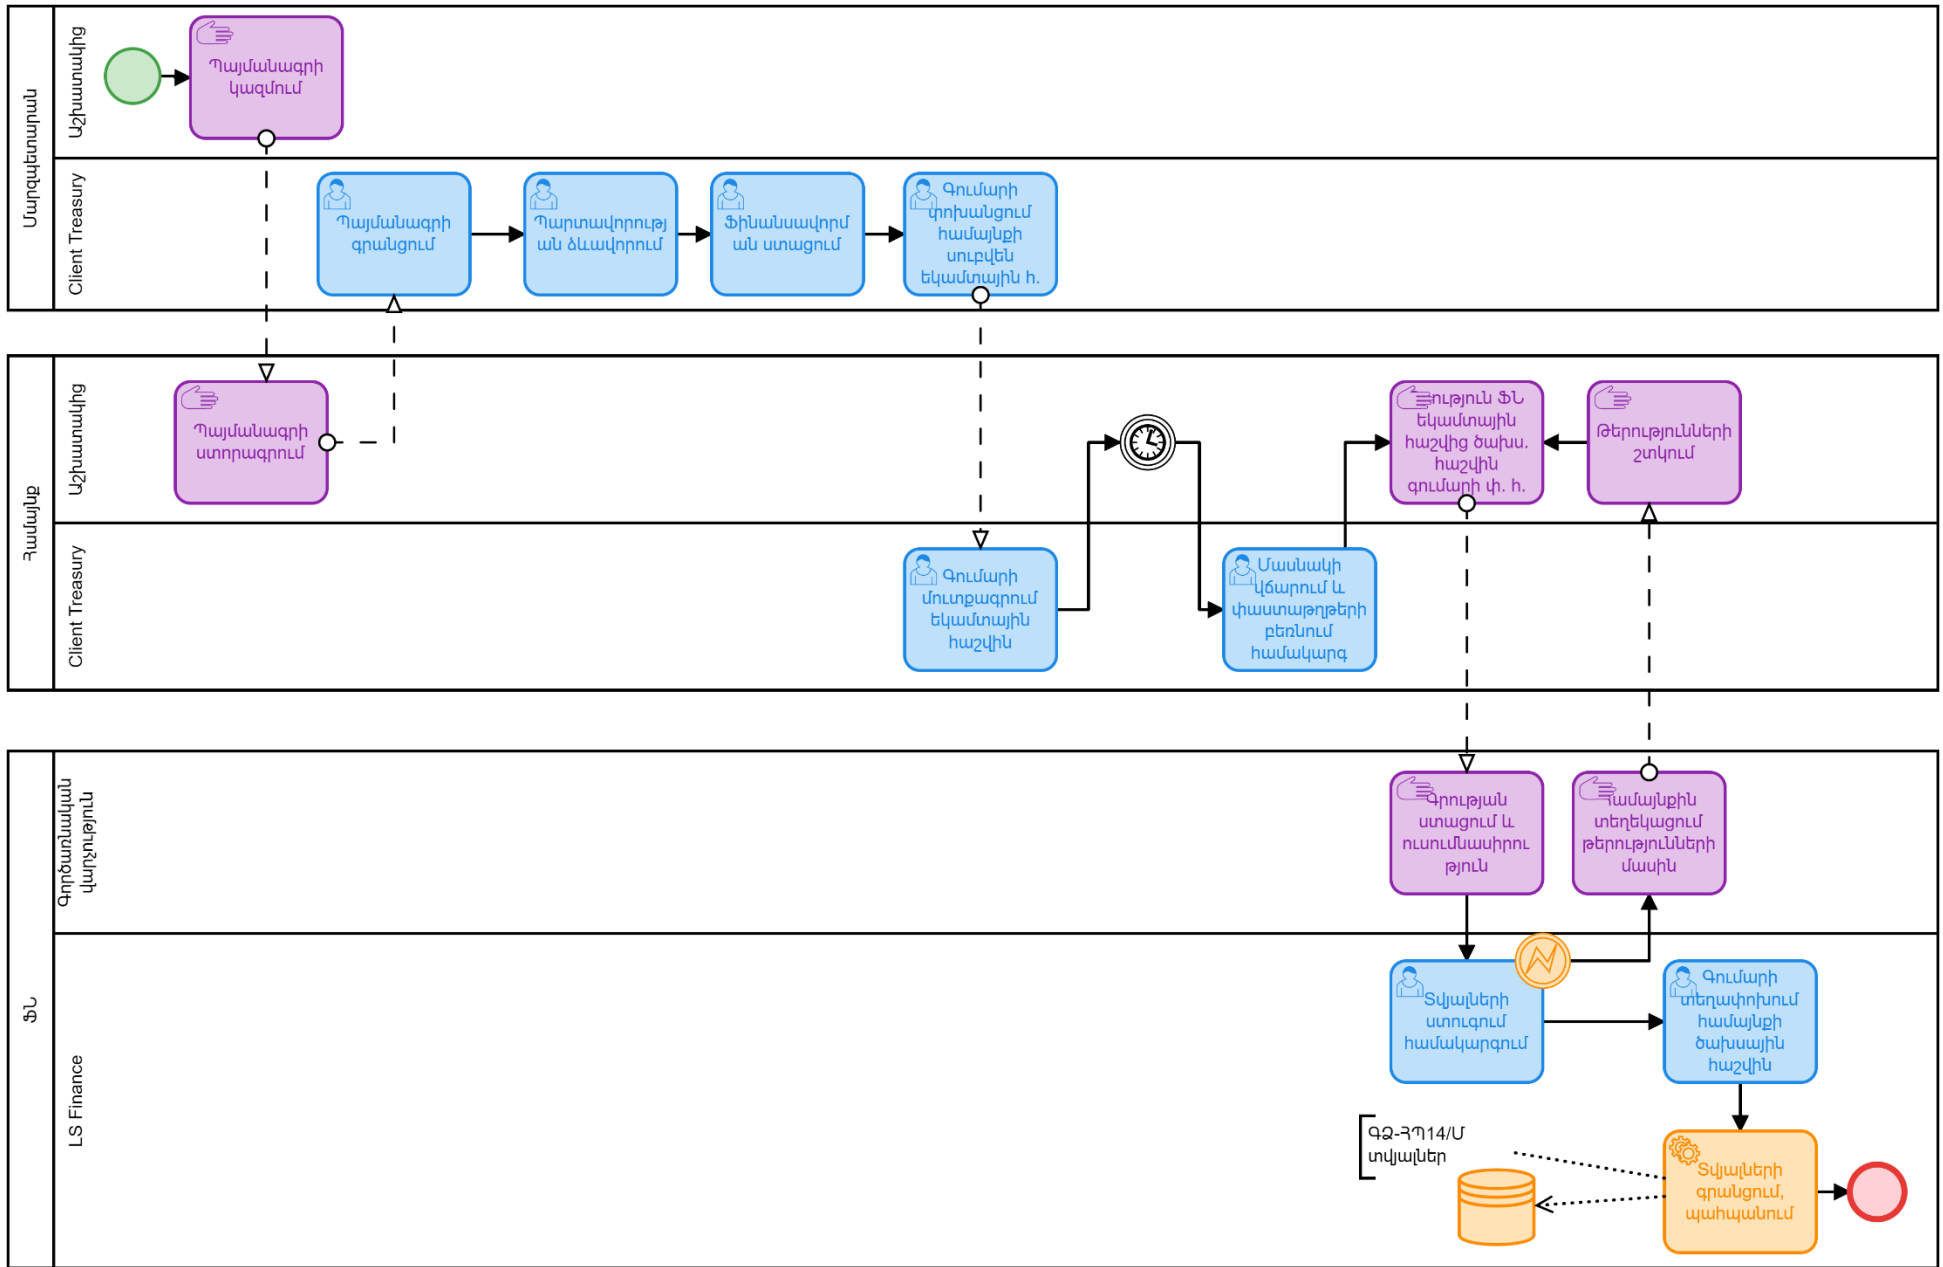 Մարզպետարան
Աշխատակից
Պայմանագրի
կազմում
Client Treasury
Պայմանագրի
գրանցում
Պարտավորությ
ան ձևավորում
Ֆինանսավորմ
ան ստացում
Գումարի
փոխանցում
համայնքի
սուբվեն
եկամտային հ.
Համայնք
Աշխատակից
Պայմանագրի
ստորագրում
ություն ՖՆ
եկամտային
հաշվից ծախս.
հաշվին
գումարի փ. հ.
Թերությունների
շտկում
Client Treasury
Գումարի
մուտքագրում
եկամտային
հաշվին
Մասնակի
վճարում և
փաստաթղթերի
բեռնում
համակարգ
ՖՆ
Գործառնական
վարչություն
Գրության
ստացում և
ուսումնասիրու
թյուն
Համայնքին
տեղեկացում
թերությունների
մասին
LS Finance
Տվյալների
ստուգում
համակարգում
Գումարի
տեղափոխում
համայնքի
ծախսային
հաշվին
ԳՁ-ՀՊ14/Մ
տվյալներ
Տվյալների
գրանցում,
պահպանում